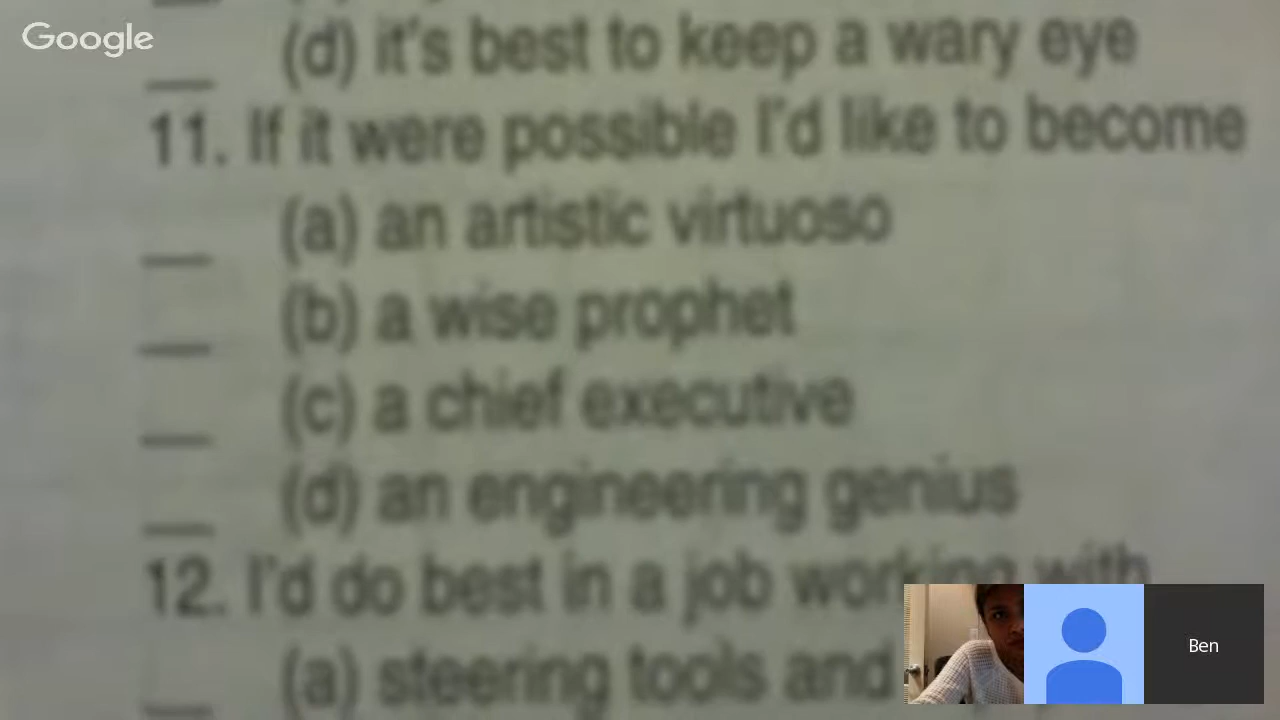 Google
(d) it's best to keep a wary eye
11. If it were possible I'd like to become
(a) an artistic virtuoso
(b) a wise prophet
(c) a chief executive
(d) an engineering genius
12. I'd do best in a job working with
(a) steering tools and
Ben